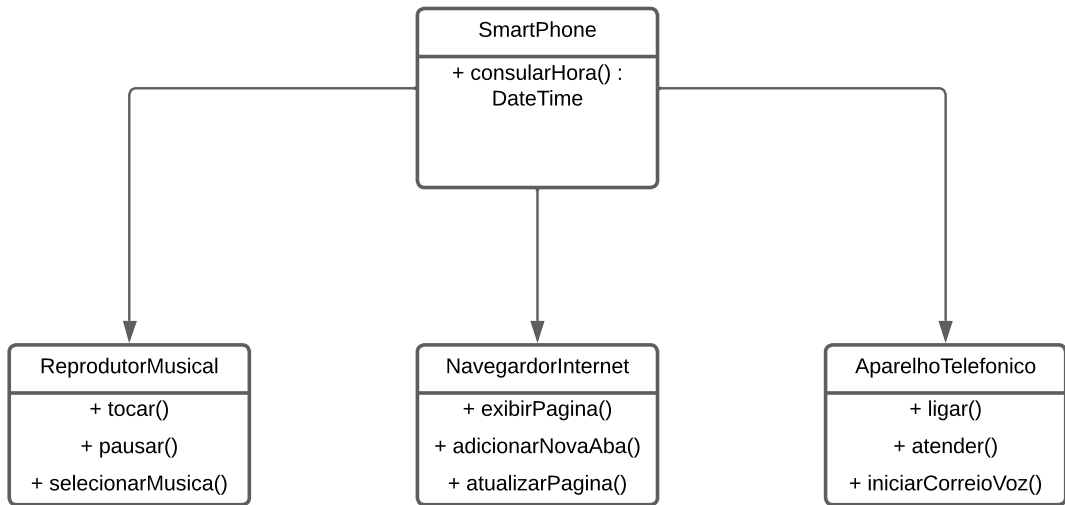 SmartPhone
+ consularHora() :
DateTime
ReprodutorMusical
+ tocar()
+ pausar()
+ selecionarMusica()
NavegardorInternet
+ exibirPagina()
+ adicionarNovaAba()
+ atualizarPagina()
AparelhoTelefonico
+ ligar()
+ atender()
+ iniciarCorreioVoz()